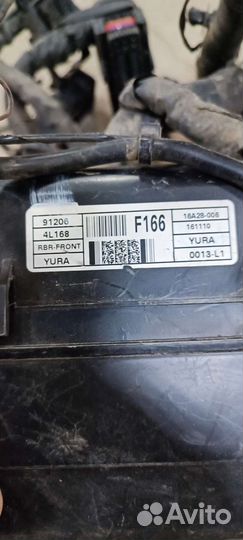 91206
4L168
RBR-FRONT
YURA
F166
16A28-006
161110
YURA
0013-L1
Avito